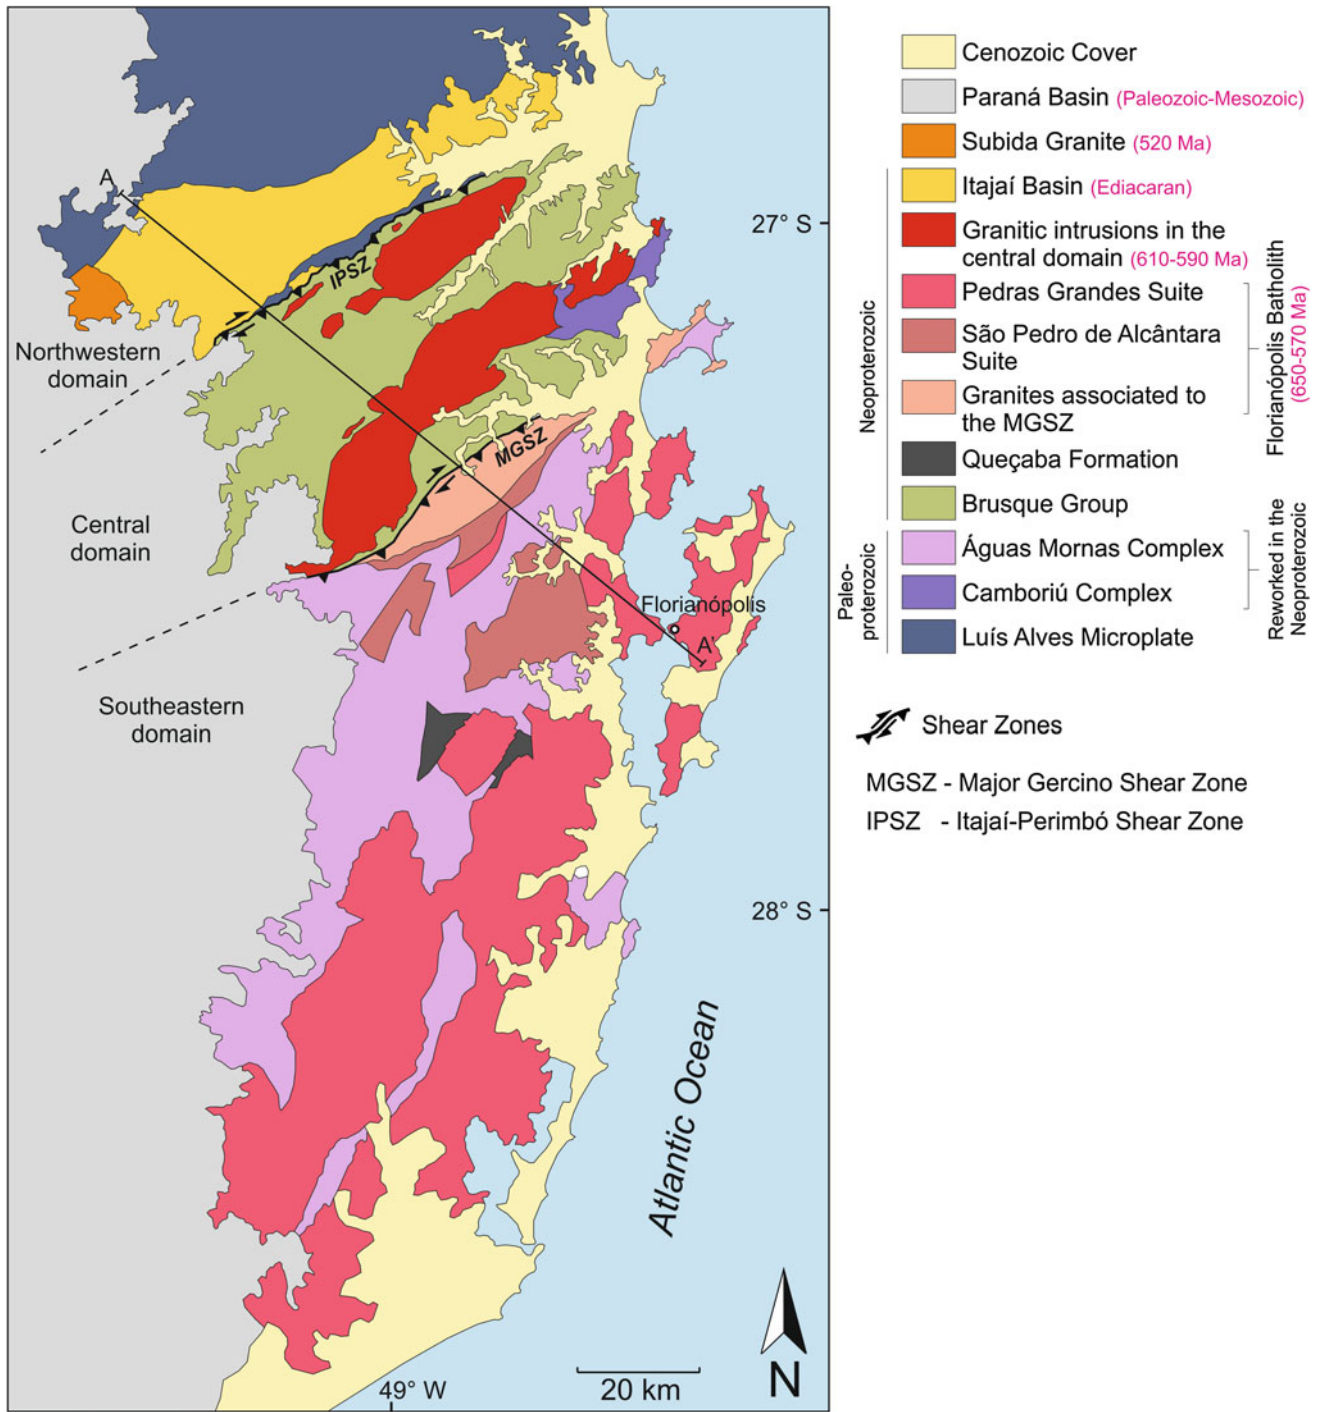 A
27° S
IPSZ
Northwestern
domain
MGSZ
Central
domain
Florianópolis
A'
Southeastern
domain
28° S
Atlantic Ocean
N
20 km
49° W
Cenozoic Cover
Paraná Basin (Paleozoic-Mesozoic)
Subida Granite (520 Ma)
Itajaí Basin (Ediacaran)
Granitic intrusions in the
central domain (610-590 Ma)
Pedras Grandes Suite
São Pedro de Alcântara
Suite
Granites associated to
the MGSZ
Queçaba Formation
Brusque Group
Águas Mornas Complex
Camboriú Complex
Luís Alves Microplate
Neoproterozoic
Paleo-
proterozoic
Florianópolis Batholith
(650-570 Ma)
Reworked in the
Neoproterozoic
Shear Zones
MGSZ - Major Gercino Shear Zone
IPSZ - Itajaí-Perimbó Shear Zone